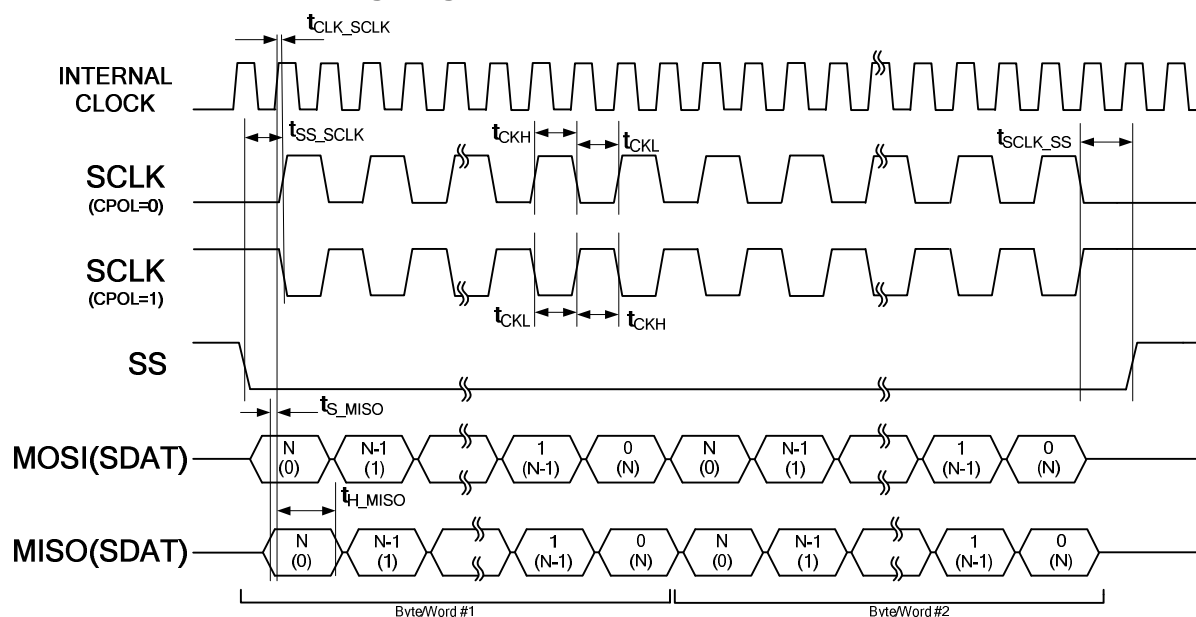 tCLK_SCLK
INTERNAL
CLOCK
tSS_SCLK
tCKH
tCKL
tSCLK_SS
SCLK
(CPOL=0)
SCLK
(CPOL=1)
tCKL
tCKH
SS
tS_MISO
MOSI(SDAT)
N N-1 1 0 N N-1 1 0
(0) (1) (N-1) (N) (0) (1) (N-1) (N)
tH_MISO
MISO(SDAT)
N N-1 1 0 N N-1 1 0
(0) (1) (N-1) (N) (0) (1) (N-1) (N)
Byte/Word #1 Byte/Word #2